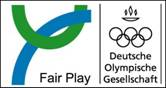 Fair Play
Deutsche
Olympische
Gesellschaft